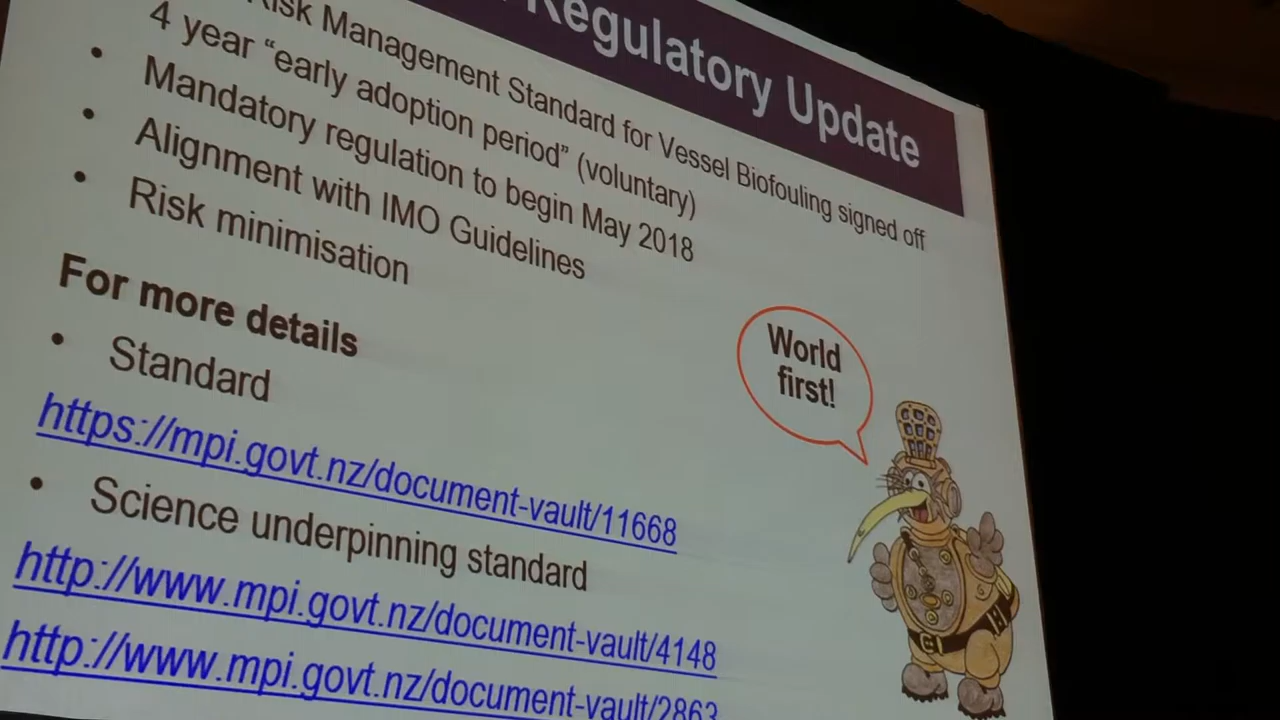 Regulatory Update
Risk Management Standard for Vessel Biofouling signed off
4 year “early adoption period” (voluntary)
• Mandatory regulation to begin May 2018
• Alignment with IMO Guidelines
• Risk minimisation
For more details
• Standard
https://mpi.govt.nz/document-vault/11668
• Science underpinning standard
http://www.mpi.govt.nz/document-vault/4148
http://www.mpi.govt.nz/document-vault/2863
World
first!